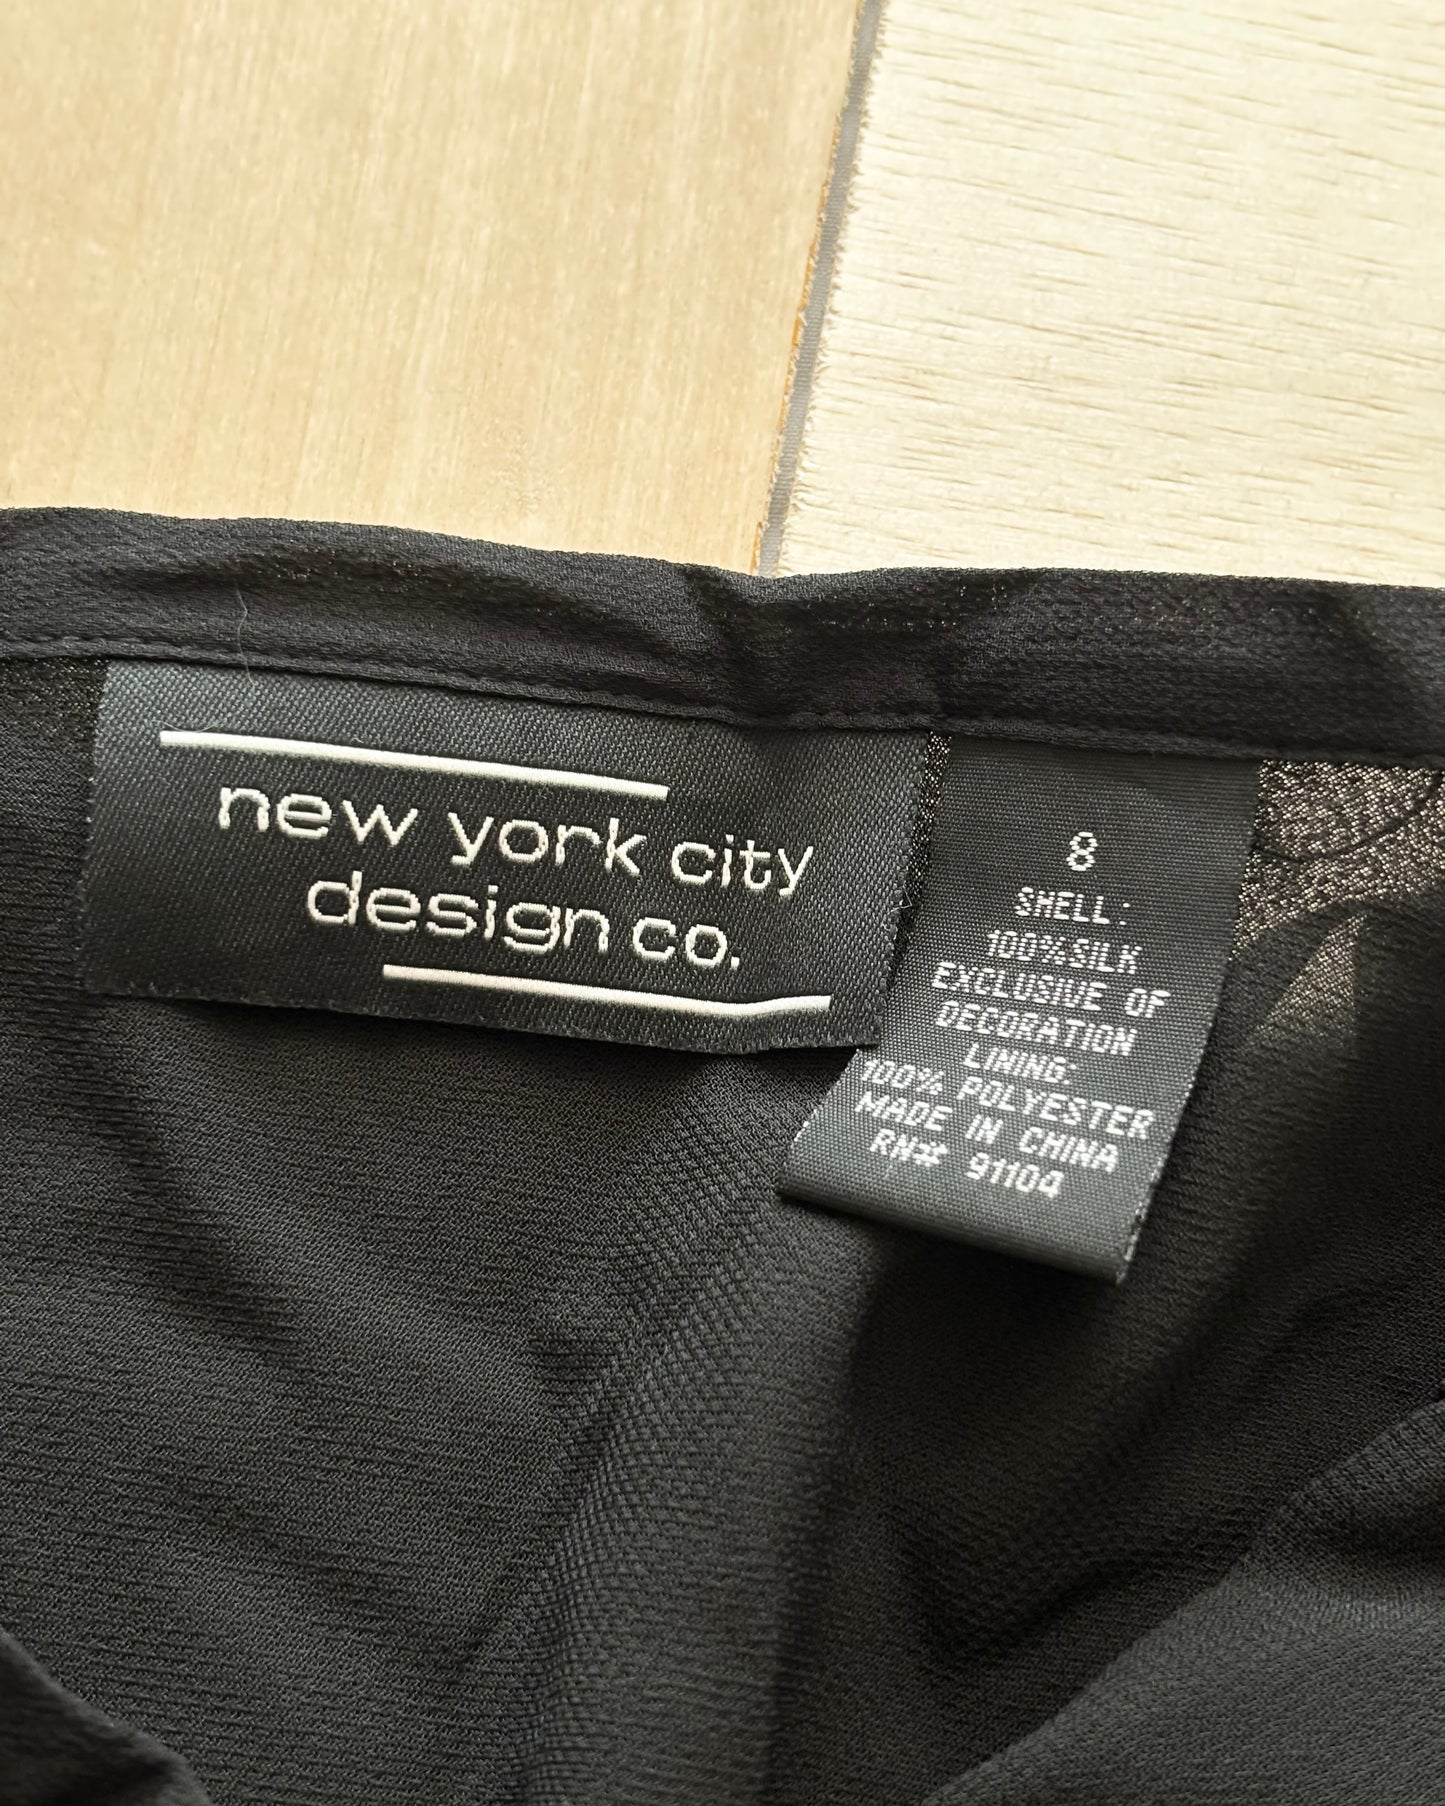 new york city
design co.
8
SHELL:
100%SILK
EXCLUSIVE OF
DECORATION
LINING:
100% POLYESTER
MADE IN CHINA
RN# 91104